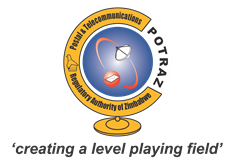 Postal & Telecommunications
Regulatory Authority of Zimbabwe
POTRAZ
‘creating a level playing field’